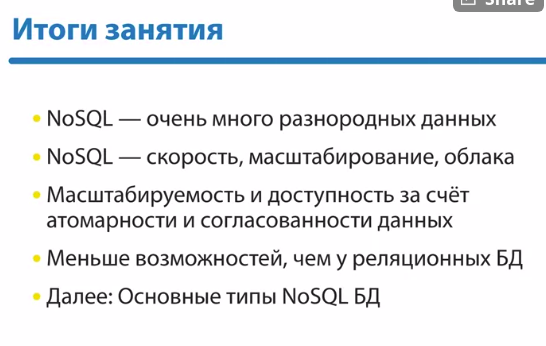 Share
Итоги занятия
• NoSQL — очень много разнородных данных
• NoSQL — скорость, масштабирование, облака
• Масштабируемость и доступность за счёт
атомарности и согласованности данных
• Меньше возможностей, чем у реляционных БД
• Далее: Основные типы NoSQL БД